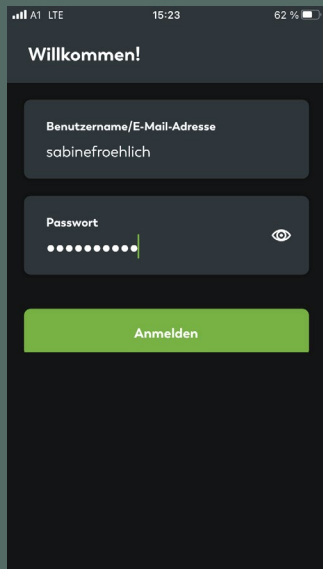 A1 LTE 15:23 62 %
Willkommen!
Benutzername/E-Mail-Adresse
sabinefroehlich
Passwort
••••••••••
Anmelden